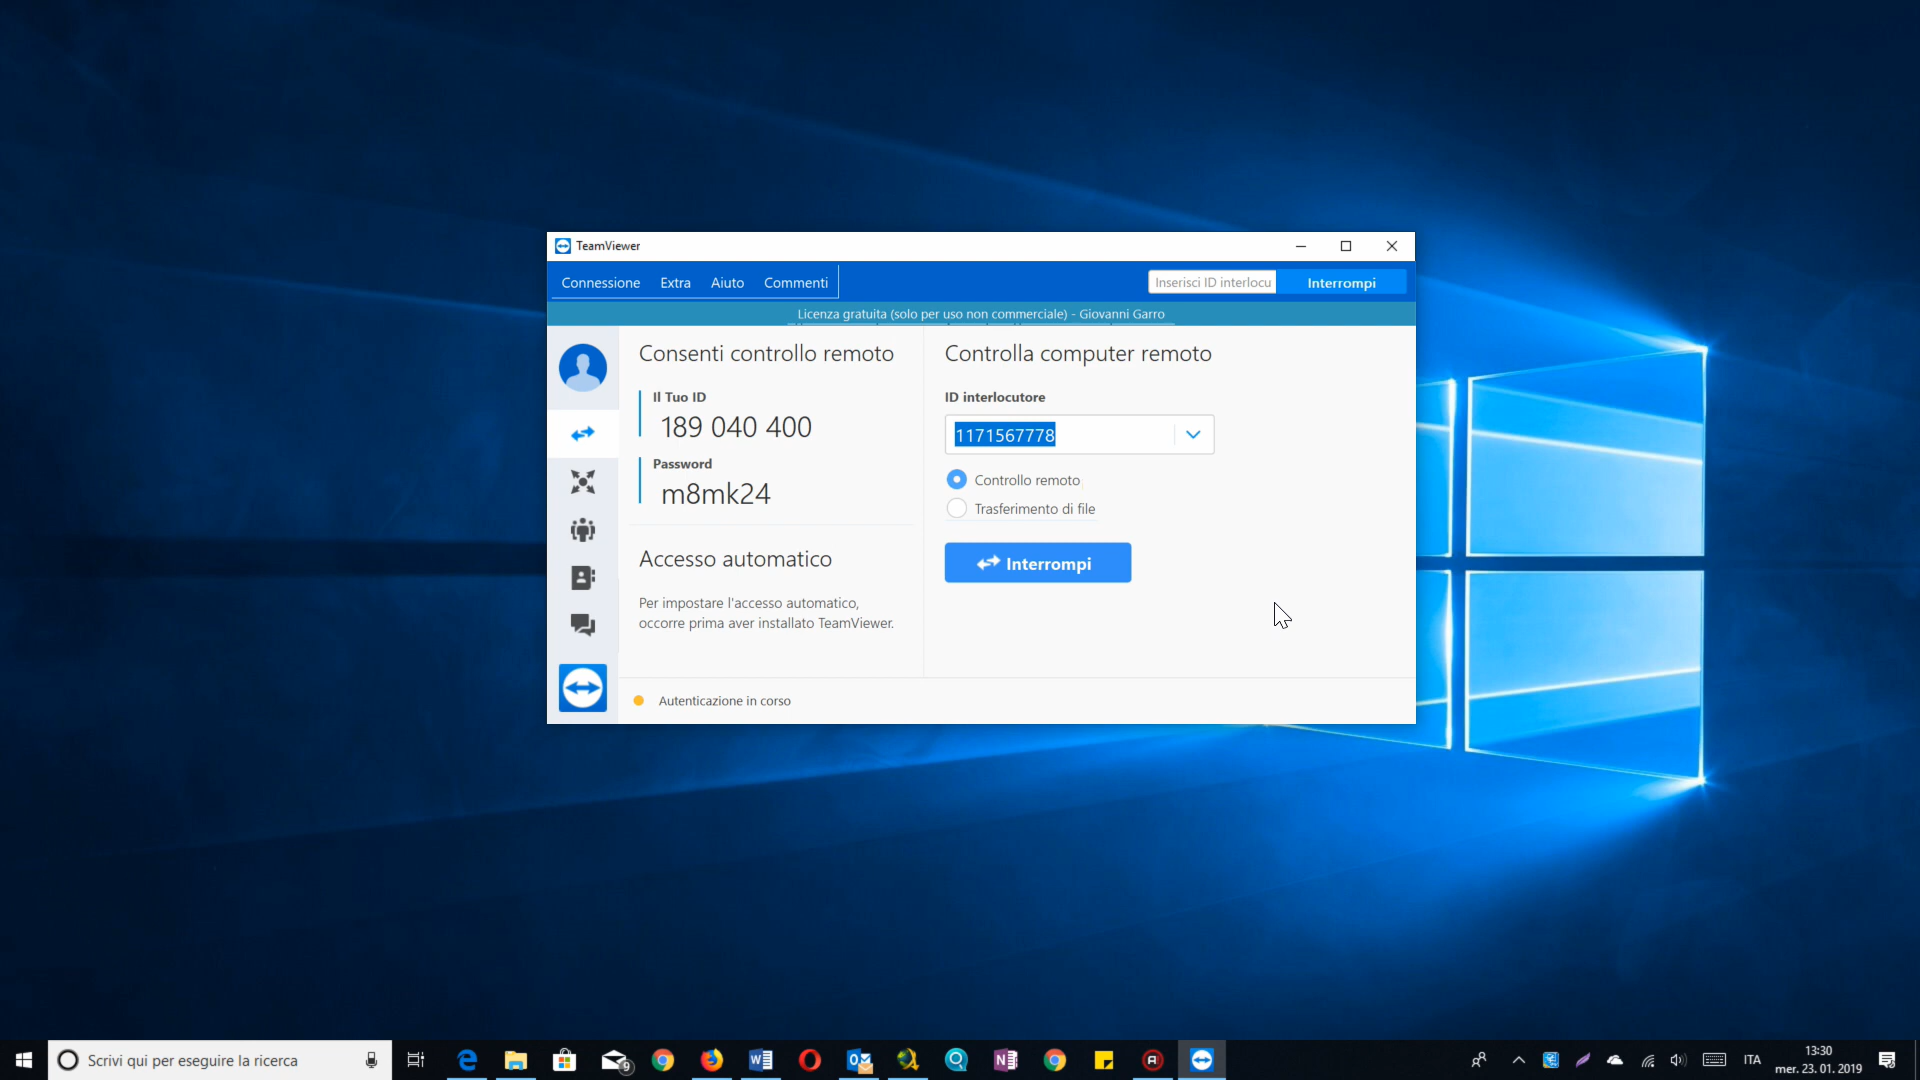 TeamViewer
Connessione Extra Aiuto Commenti
Inserisci ID interlocu Interrompi
Licenza gratuita (solo per uso non commerciale) - Giovanni Garro
Consenti controllo remoto
Il Tuo ID
189 040 400
Password
m8mk24
Accesso automatico
Per impostare l'accesso automatico,
occorre prima aver installato TeamViewer.
Controlla computer remoto
ID interlocutore
1171567778
Controllo remoto
Trasferimento di file
Interrompi
Autenticazione in corso
Scrivi qui per eseguire la ricerca
9
ITA
13:30
mer. 23. 01. 2019